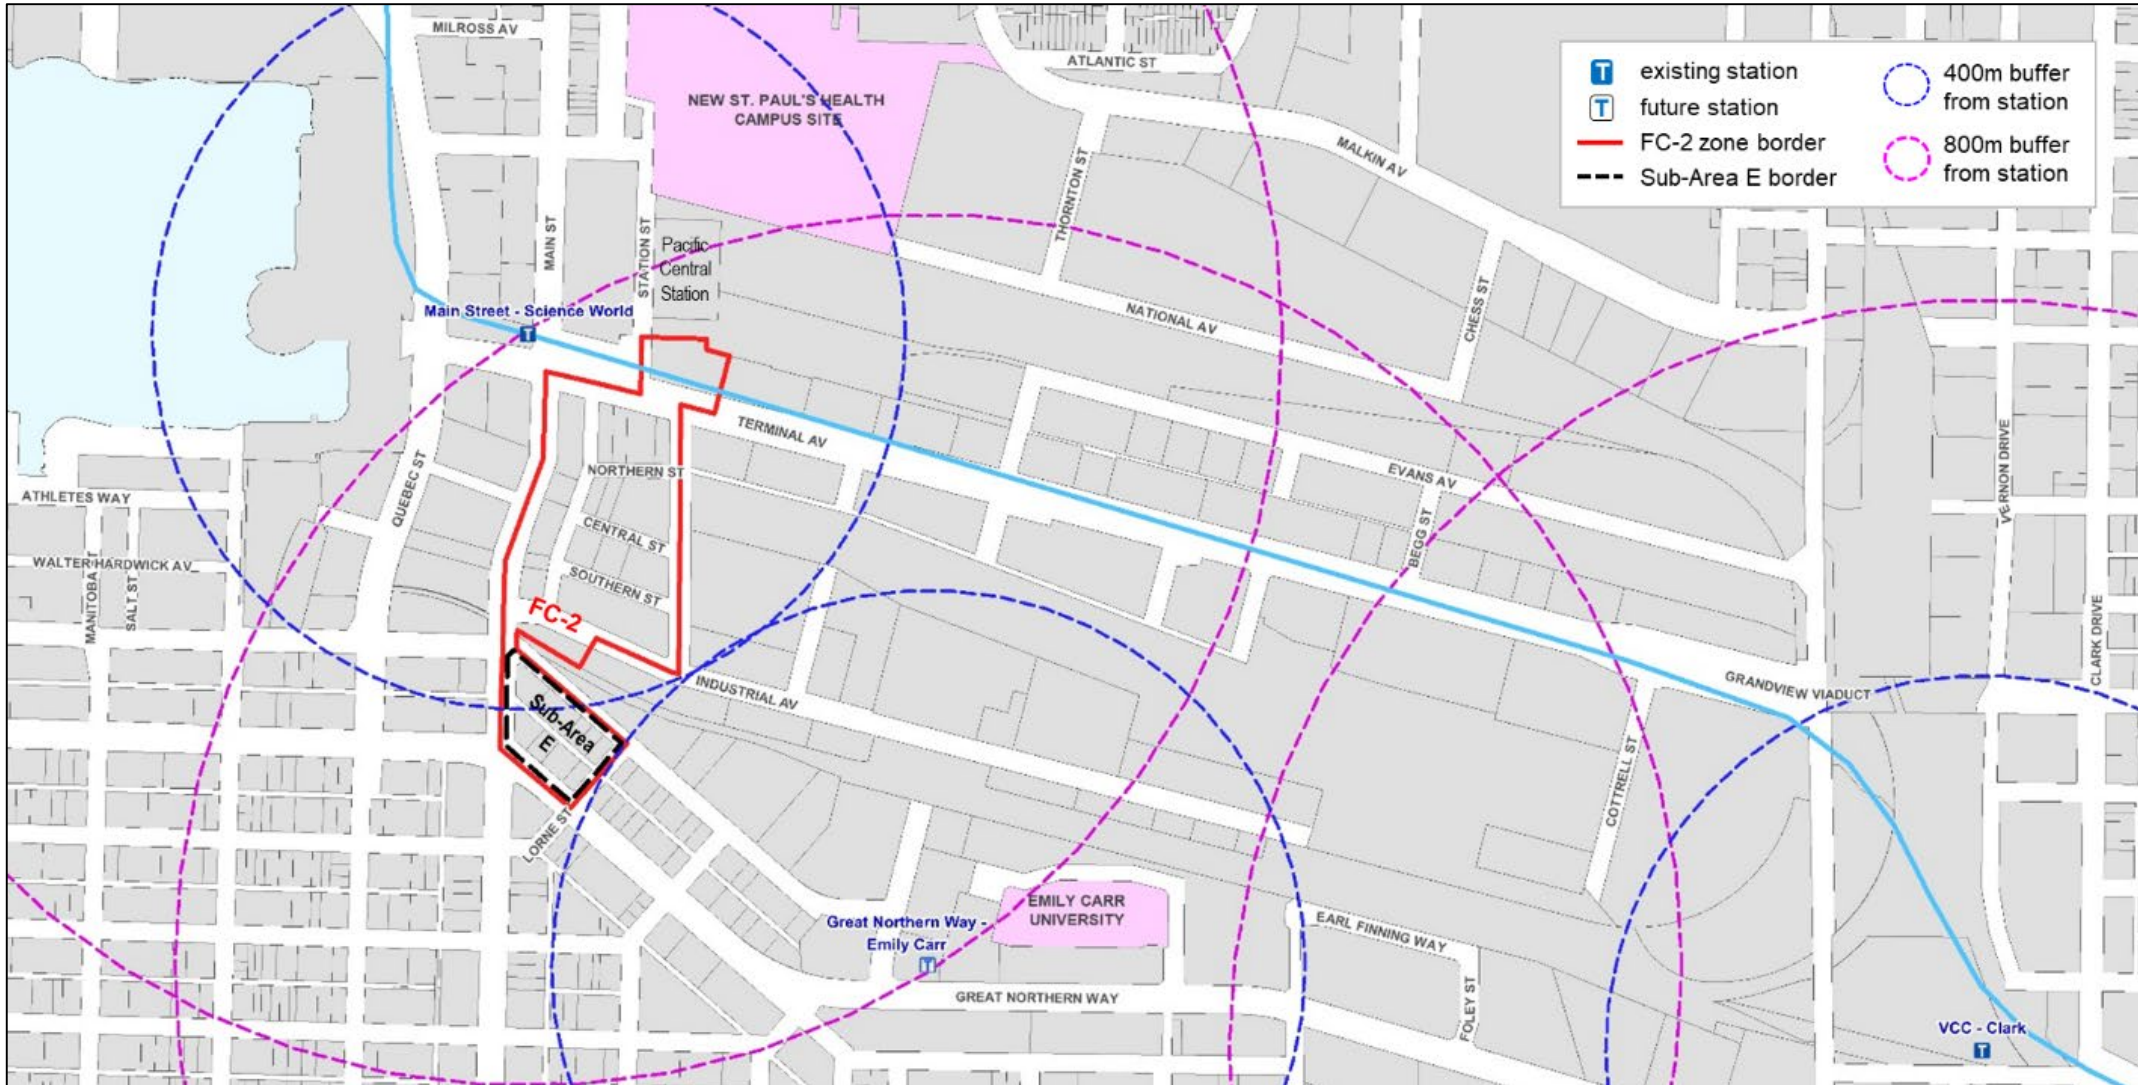 MILROSS AV
ATLANTIC ST
T existing station
T future station
FC-2 zone border
Sub-Area E border
400m buffer
from station
800m buffer
from station
NEW ST. PAUL'S HEALTH
CAMPUS SITE
MALKIN AV
THORNTON ST
MAIN ST
STATION ST
Pacific
Central
Station
Main Street - Science World
T
NATIONAL AV
CHESS ST
TERMINAL AV
NORTHERN ST
EVANS AV
QUEBEC ST
ATHLETES WAY
VERNON DRIVE
CENTRAL ST
BEGG ST
WALTER HARDWICK AV
MANITOBA ST
SALT ST
SOUTHERN ST
FC-2
CLARK DRIVE
INDUSTRIAL AV
GRANDVIEW VIADUCT
Sub-Area
E
COTTRELL ST
LORNE ST
EMILY CARR
UNIVERSITY
Great Northern Way -
Emily Carr
T
EARL FINNING WAY
GREAT NORTHERN WAY
FOLEY ST
VCC - Clark
T